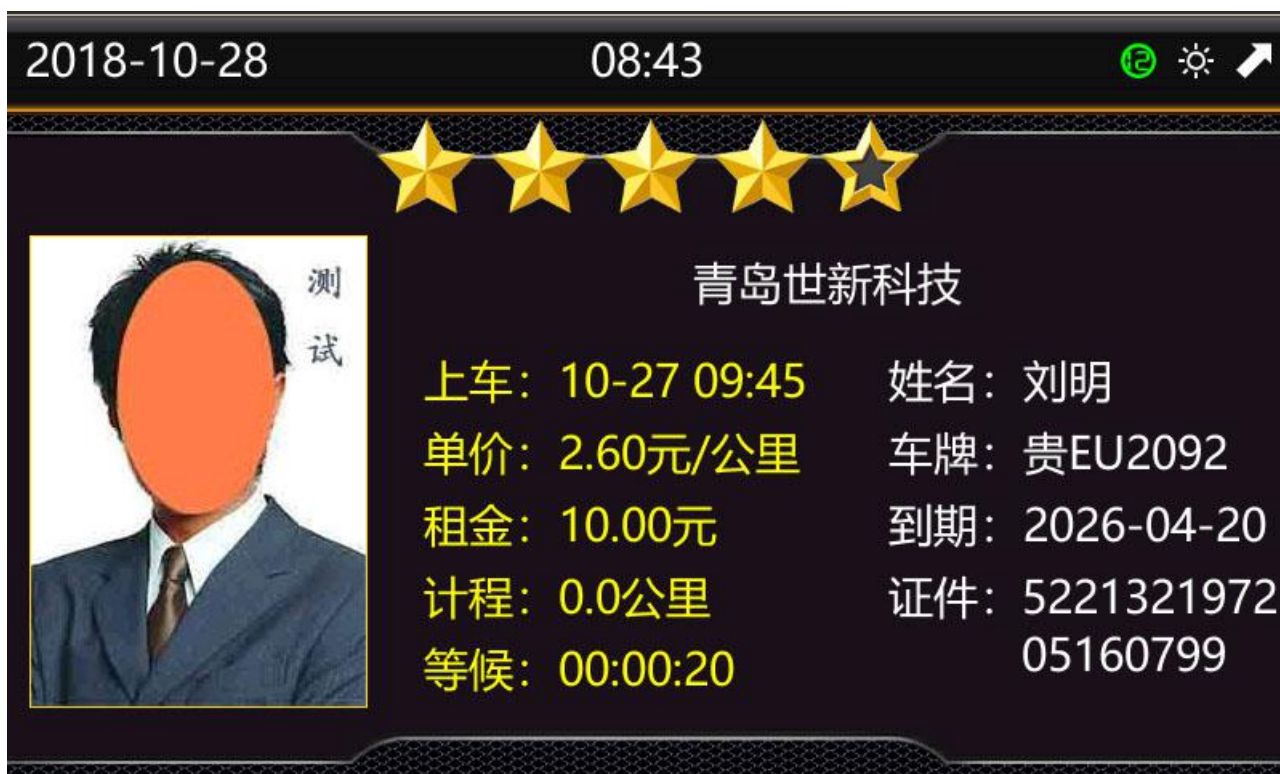 2018-10-28 08:43 12
测
试
青岛世新科技
上车：10-27 09:45 姓名：刘明
单价：2.60元/公里 车牌：贵EU2092
租金：10.00元 到期：2026-04-20
计程：0.0公里 证件：5221321972
05160799
等候：00:00:20